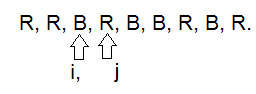 R, R, B, R, B, B, R, B, R.
i, j